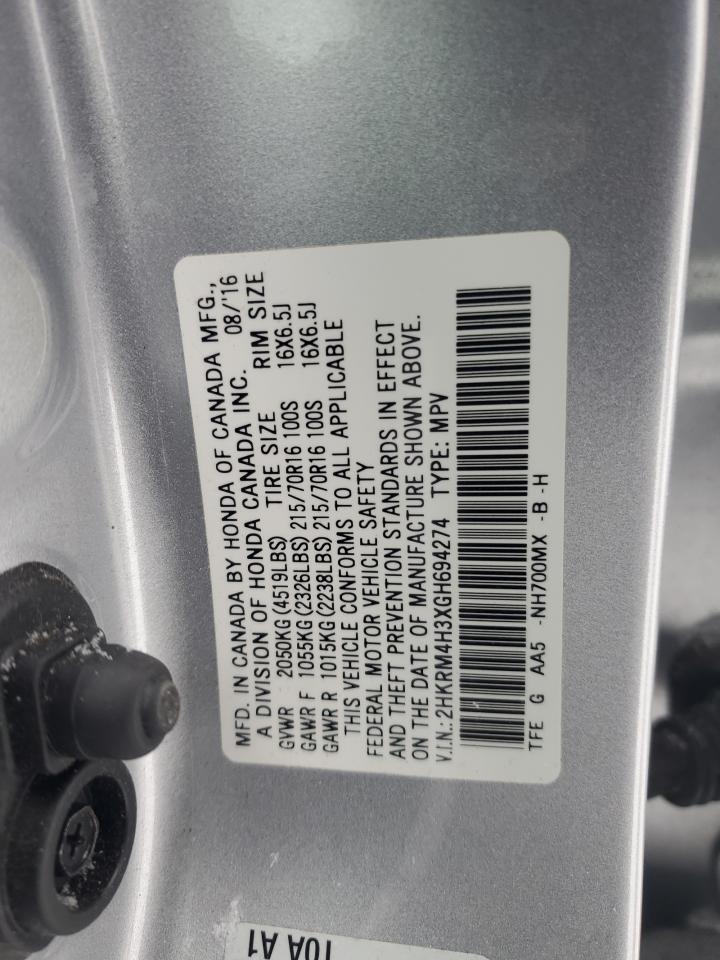 MFD. IN CANADA BY HONDA OF CANADA MFG.,
A DIVISION OF HONDA CANADA INC. 08/'16
GVWR 2050KG (4519LBS) TIRE SIZE RIM SIZE
GAWR F 1055KG (2326LBS) 215/70R16 100S 16X6.5J
GAWR R 1015KG (2238LBS) 215/70R16 100S 16X6.5J
THIS VEHICLE CONFORMS TO ALL APPLICABLE
FEDERAL MOTOR VEHICLE SAFETY
AND THEFT PREVENTION STANDARDS IN EFFECT
ON THE DATE OF MANUFACTURE SHOWN ABOVE.
V.I.N.: 2HKRM4H3XGH694274 TYPE: MPV
TFE G AA5 -NH700MX -B -H
10A A1